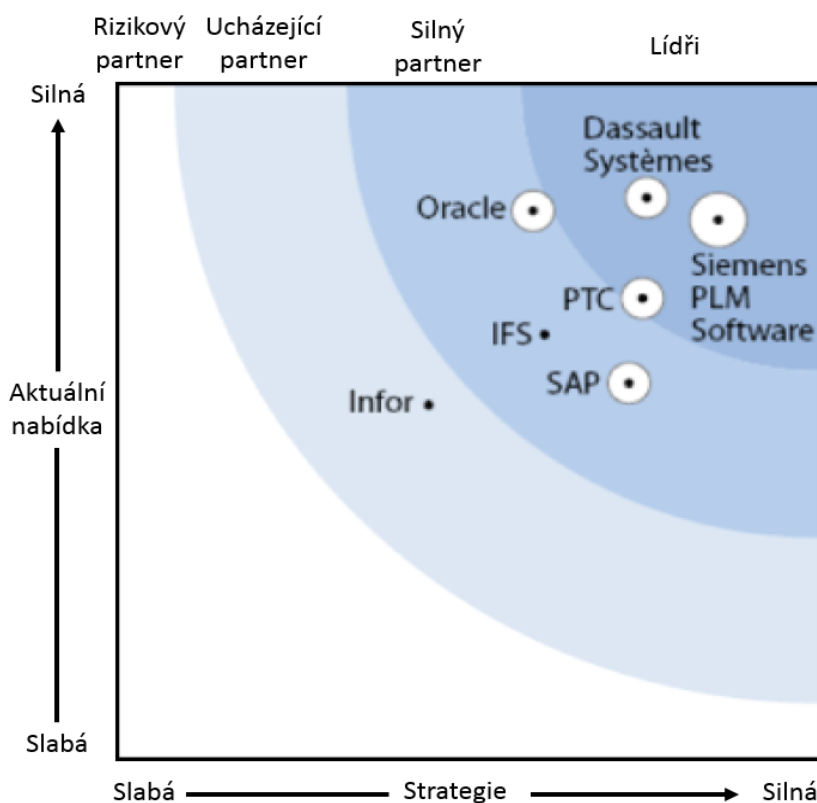 Rizikový
partner
Ucházející
partner
Silný
partner
Lídři
Silná
Dassault
Systèmes
Oracle
Siemens
PLM
Software
PTC
IFS
SAP
Infor
Aktuální
nabídka
Slabá
Slabá
Strategie
Silná